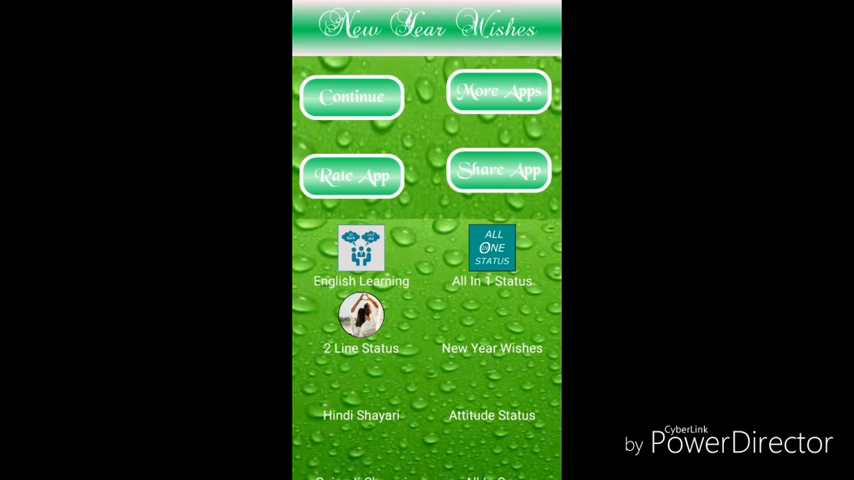 New Year Wishes
Continue
More Apps
Rate App
Share App
ALL
ONE
STATUS
English Learning
All In 1 Status
2 Line Status
New Year Wishes
Hindi Shayari
Attitude Status
CyberLink
by PowerDirector